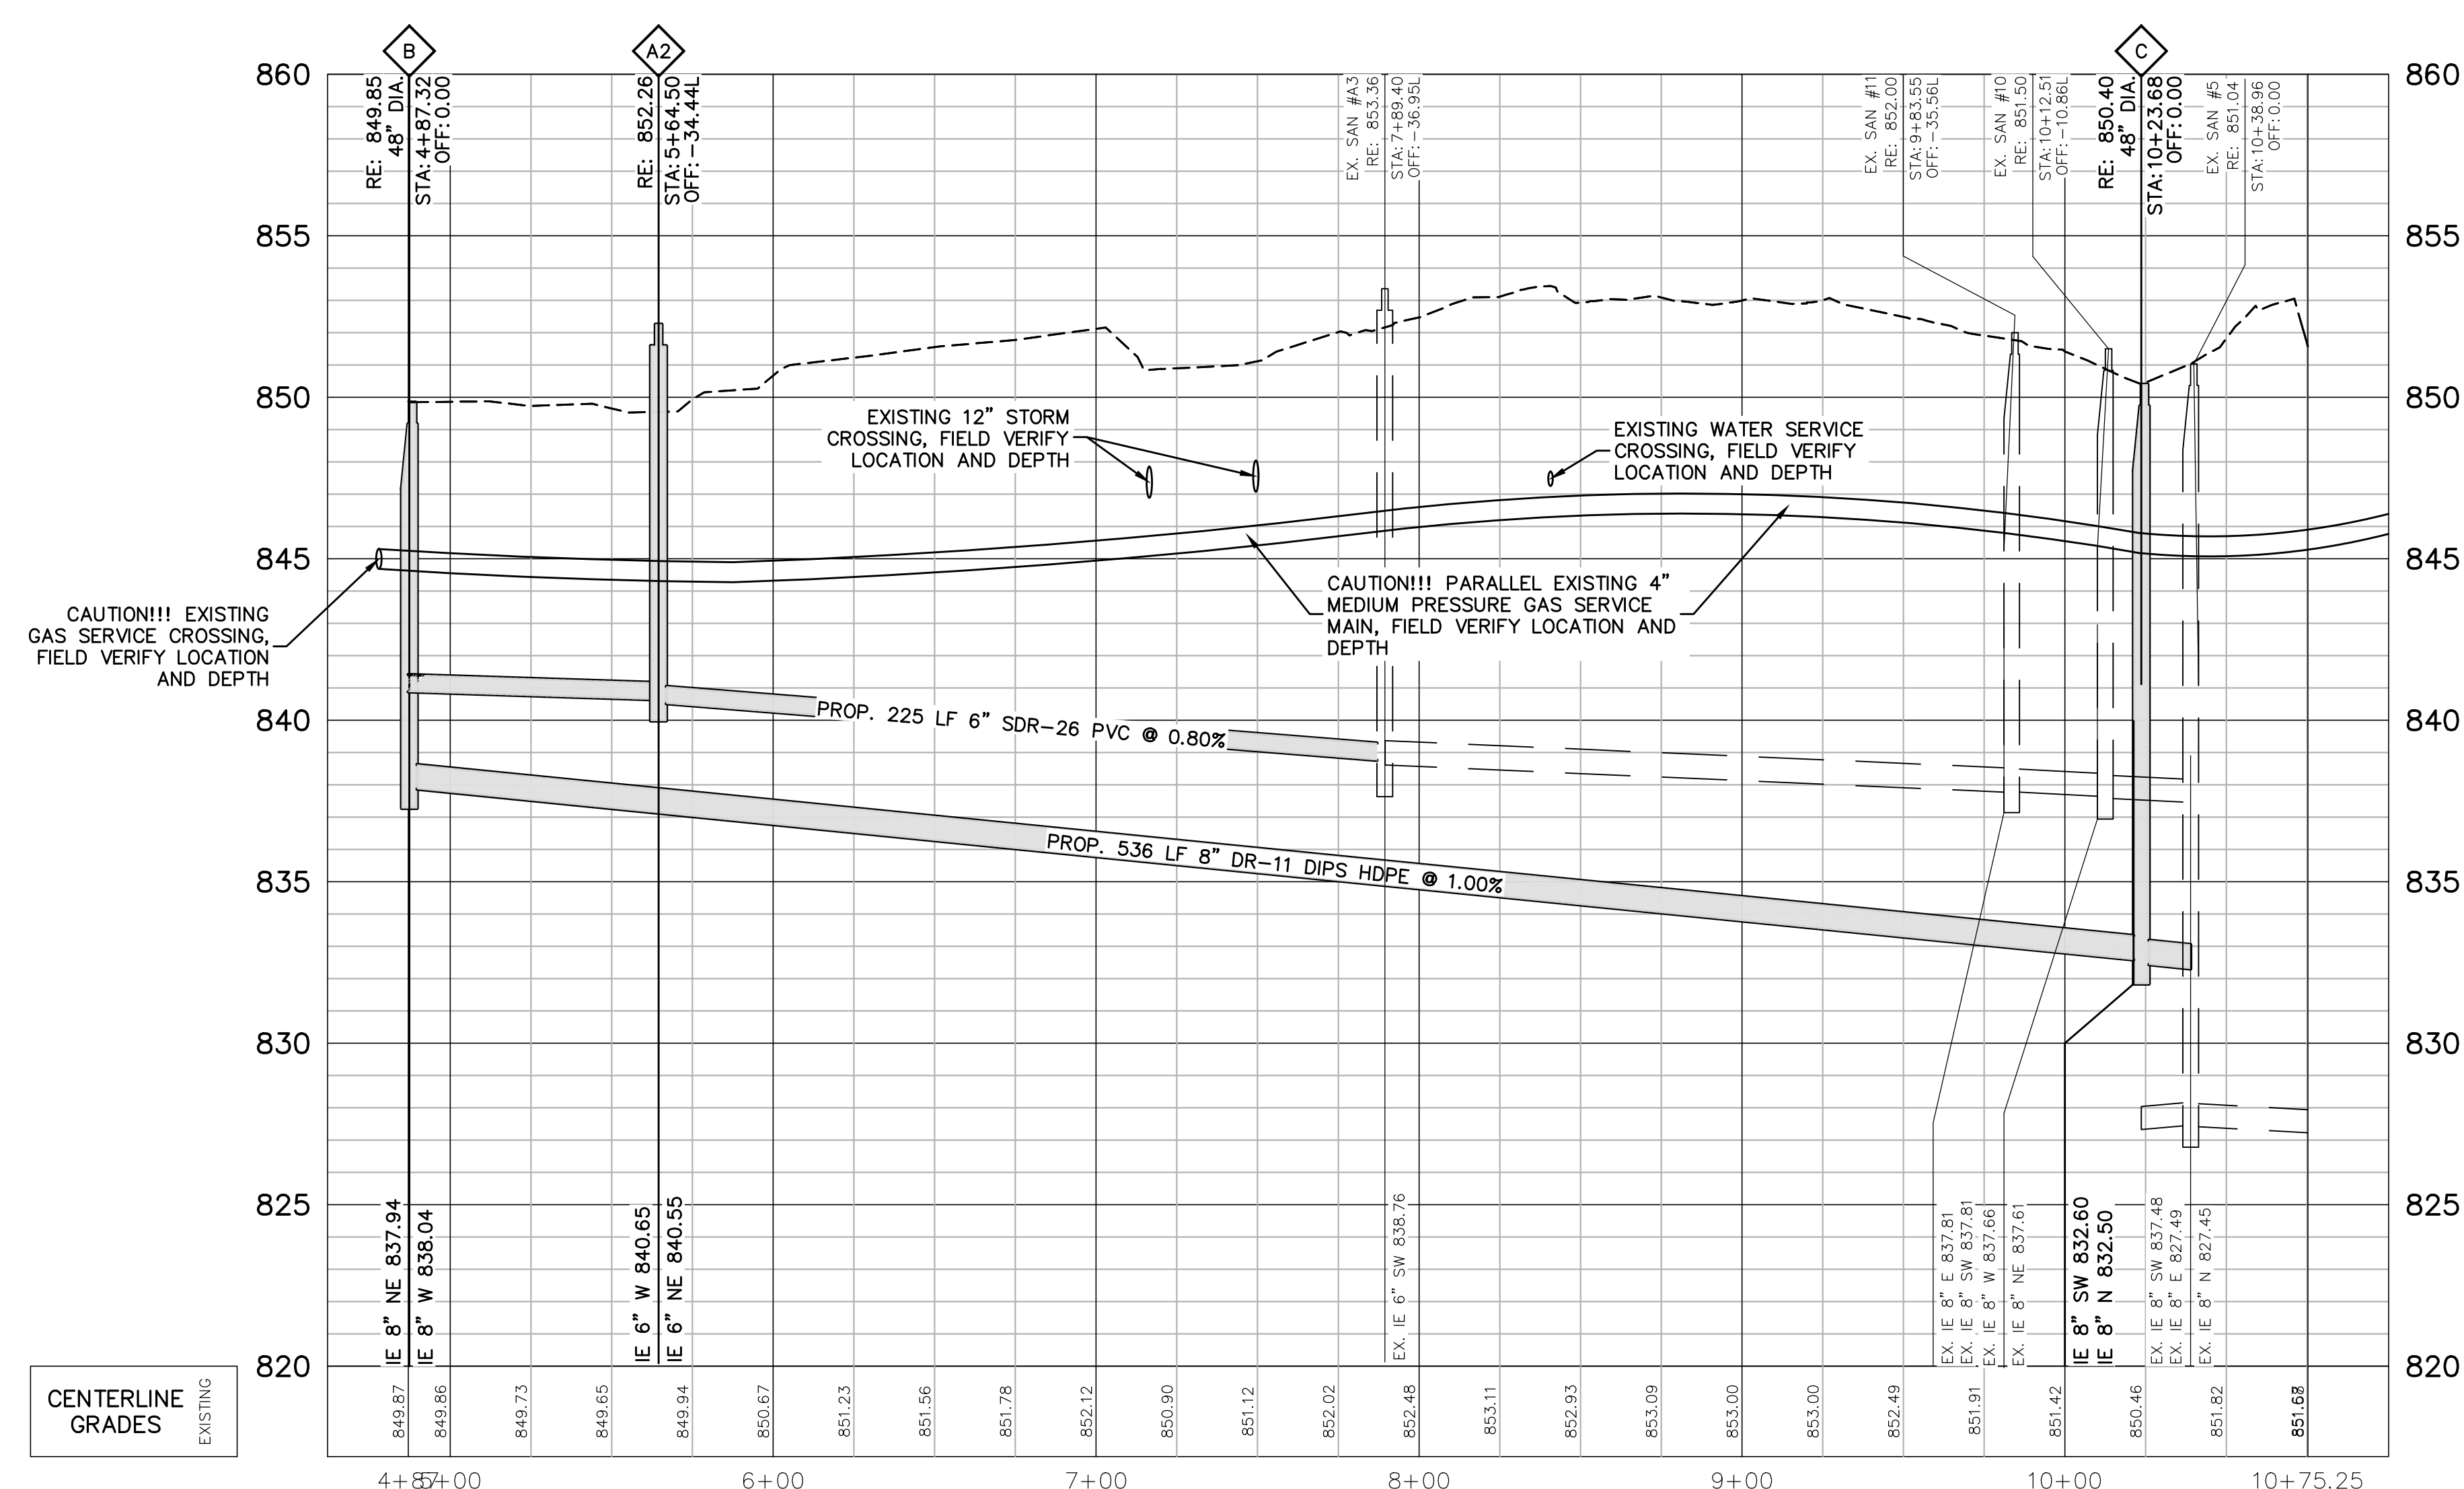 B
A2
C
860
855
850
845
840
835
830
825
820
860
855
850
845
840
835
830
825
820
RE: 849.85
48" DIA.
STA: 4+87.32
OFF: 0.00
RE: 852.26
STA: 5+64.50
OFF: -34.44L
EX. SAN #A3
RE: 853.36
STA: 7+89.40
OFF: -36.95L
EX. SAN #11
RE: 852.00
STA: 9+83.55
OFF: -35.56L
EX. SAN #10
RE: 851.50
STA: 10+12.51
OFF: -10.86L
RE: 850.40
48" DIA.
STA: 10+23.68
OFF: 0.00
EX. SAN #5
RE: 851.04
STA: 10+38.96
OFF: 0.00
EXISTING 12" STORM
CROSSING, FIELD VERIFY
LOCATION AND DEPTH
EXISTING WATER SERVICE
CROSSING, FIELD VERIFY
LOCATION AND DEPTH
CAUTION!!! EXISTING
GAS SERVICE CROSSING,
FIELD VERIFY LOCATION
AND DEPTH
CAUTION!!! PARALLEL EXISTING 4"
MEDIUM PRESSURE GAS SERVICE
MAIN, FIELD VERIFY LOCATION AND
DEPTH
PROP. 225 LF 6" SDR-26 PVC @ 0.80%
PROP. 536 LF 8" DR-11 DIPS HDPE @ 1.00%
IE 8" NE 837.94
IE 8" W 838.04
IE 6" W 840.65
IE 6" NE 840.55
EX. IE 6" SW 838.76
EX. IE 8" E 837.81
EX. IE 8" SW 837.81
EX. IE 8" W 837.66
EX. IE 8" NE 837.61
IE 8" SW 832.60
IE 8" N 832.50
EX. IE 8" SW 837.48
EX. IE 8" E 827.49
EX. IE 8" N 827.45
CENTERLINE
GRADES
EXISTING
849.87
849.86
849.73
849.65
849.94
850.67
851.23
851.56
851.78
852.12
850.90
851.12
852.02
852.48
853.11
852.93
853.09
853.00
853.00
852.49
851.91
851.42
850.46
851.82
4+87
5+00
6+00
7+00
8+00
9+00
10+00
10+75.25